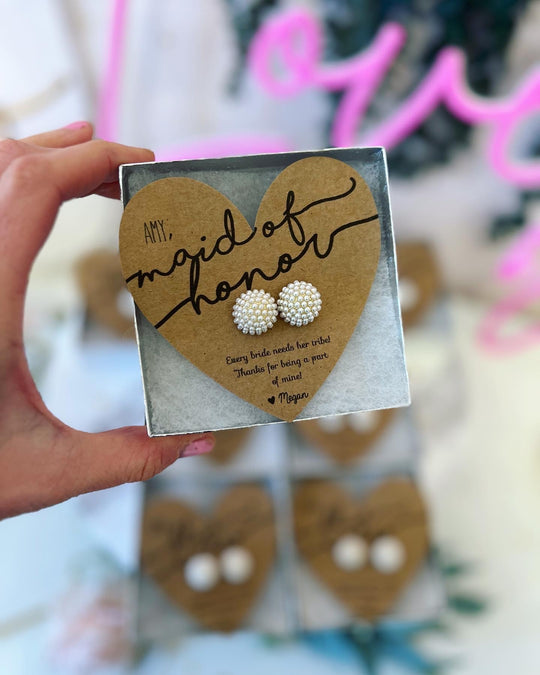 AMY,
maid of
honor
Every bride needs her tribe!
Thanks for being a part
of mine!
♥ Megan